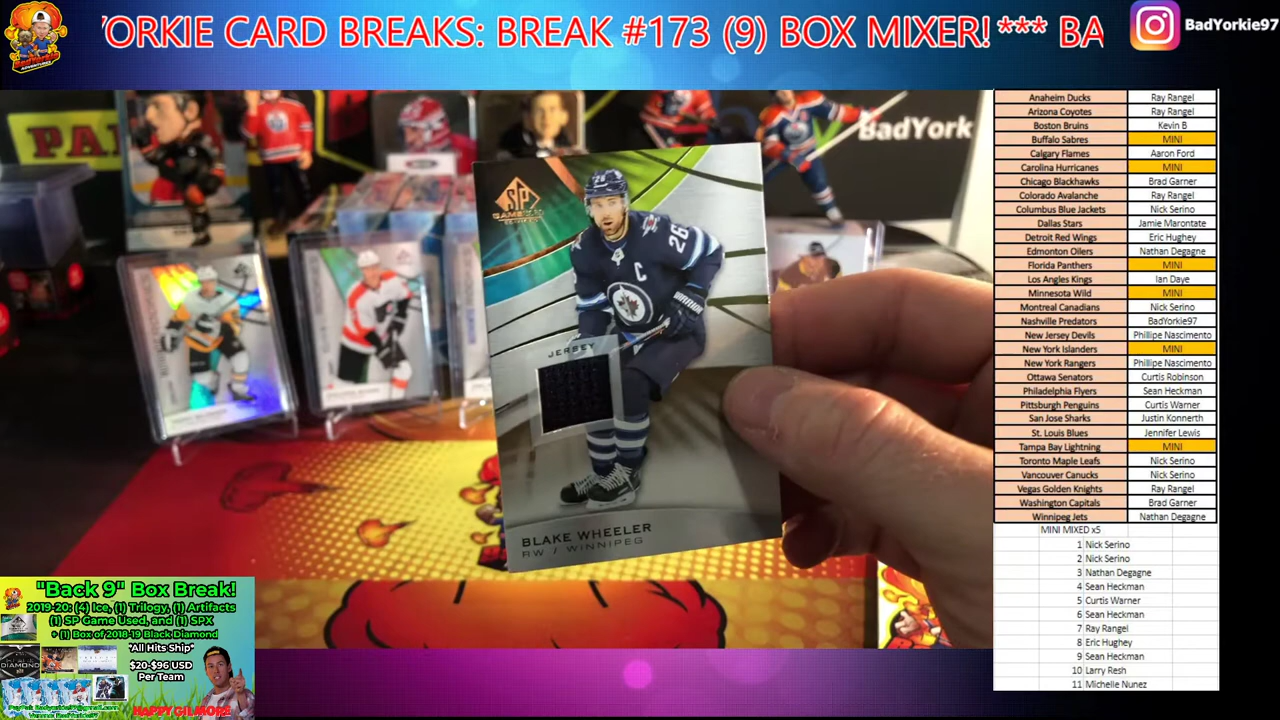 YORKIE CARD BREAKS: BREAK #173 (9) BOX MIXER! *** BA
BadYorkie97
BadYork
SP
JERSEY
26
C
BLAKE WHEELER
RW / WINNIPEG
Anaheim Ducks Ray Rangel
Arizona Coyotes Ray Rangel
Boston Bruins Kevin B
Buffalo Sabres MINI
Calgary Flames Aaron Ford
Carolina Hurricanes MINI
Chicago Blackhawks Brad Garner
Colorado Avalanche Ray Rangel
Columbus Blue Jackets Nick Serino
Dallas Stars Jamie Marontate
Detroit Red Wings Eric Hughey
Edmonton Oilers Nathan Degagne
Florida Panthers MINI
Los Angeles Kings Ian Daye
Minnesota Wild MINI
Montreal Canadians Nick Serino
Nashville Predators BadYorkie97
New Jersey Devils Phillipe Nascimento
New York Islanders MINI
New York Rangers Phillipe Nascimento
Ottawa Senators Curtis Robinson
Philadelphia Flyers Sean Heckman
Pittsburgh Penguins Curtis Warner
San Jose Sharks Justin Konnerth
St. Louis Blues Jennifer Lewis
Tampa Bay Lightning MINI
Toronto Maple Leafs Nick Serino
Vancouver Canucks Nick Serino
Vegas Golden Knights Ray Rangel
Washington Capitals Brad Garner
Winnipeg Jets Nathan Degagne
MINI MIXED x5
1 Nick Serino
2 Nick Serino
3 Nathan Degagne
4 Sean Heckman
5 Curtis Warner
6 Sean Heckman
7 Ray Rangel
8 Eric Hughey
9 Sean Heckman
10 Larry Resh
11 Michelle Nunez
"Back 9" Box Break!
2019-20: (4) Ice, (1) Trilogy, (1) Artifacts
(1) SP Game Used, and (1) SPX
+ (1) Box of 2018-19 Black Diamond
*All Hits Ship*
$20-$96 USD
Per Team
DIAMOND
HAPPY GILMORE